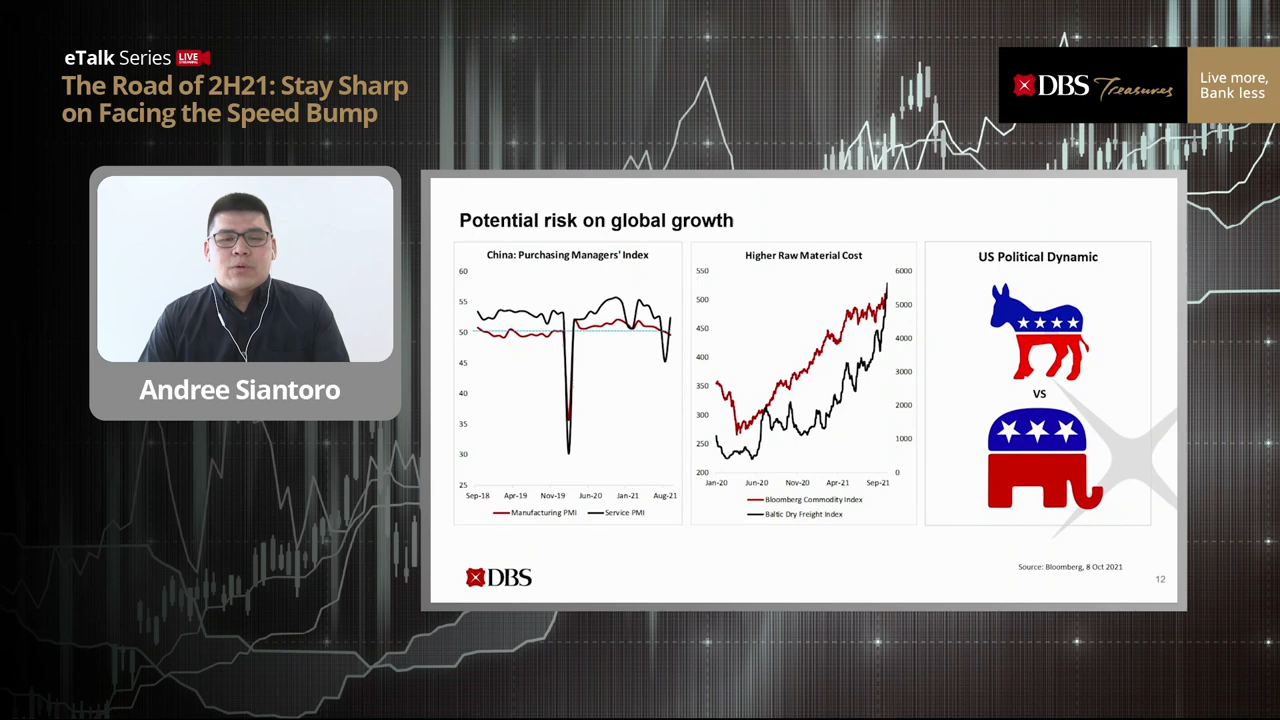 eTalk Series LIVE
STREAMING
The Road of 2H21: Stay Sharp
on Facing the Speed Bump
DBS Treasures
Live more,
Bank less
Andree Siantoro
Potential risk on global growth
China: Purchasing Managers' Index
60
55
50
45
40
35
30
25
Sep-18 Apr-19 Nov-19 Jun-20 Jan-21 Aug-21
Manufacturing PMI Service PMI
Higher Raw Material Cost
550
500
450
400
350
300
250
200
6000
5000
4000
3000
2000
1000
0
Jan-20 Jun-20 Nov-20 Apr-21 Sep-21
Bloomberg Commodity Index
Baltic Dry Freight Index
US Political Dynamic
VS
DBS
Source: Bloomberg, 8 Oct 2021
12